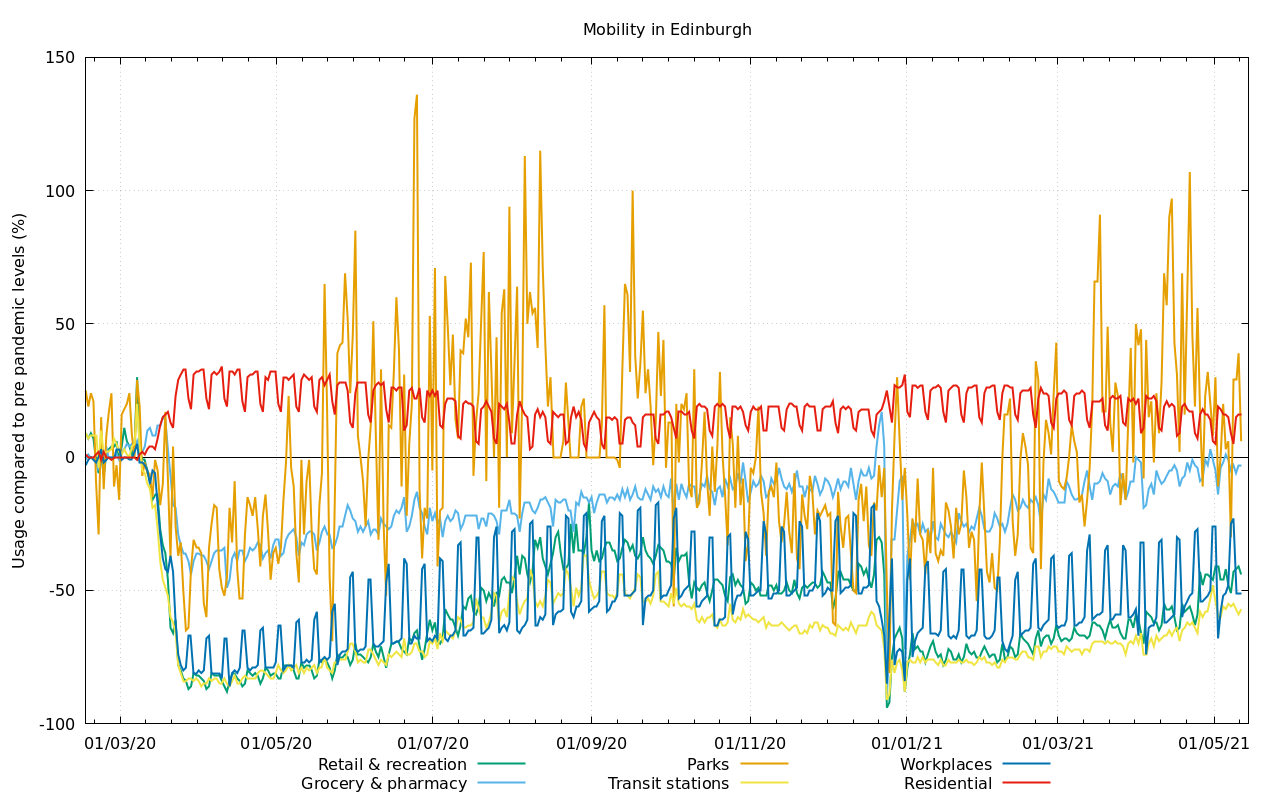 Mobility in Edinburgh
Usage compared to pre pandemic levels (%)
150
100
50
0
-50
-100
01/03/20 01/05/20 01/07/20 01/09/20 01/11/20 01/01/21 01/03/21 01/05/21
Retail & recreation Parks Workplaces
Grocery & pharmacy Transit stations Residential